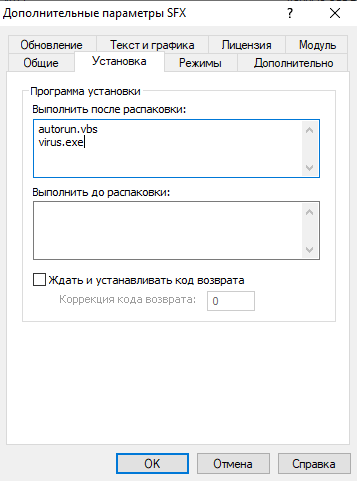 Дополнительные параметры SFX
?
Обновление Текст и графика Лицензия Модуль
Общие Установка Режимы Дополнительно
Программа установки
Выполнить после распаковки:
autorun.vbs
virus.exe
Выполнить до распаковки:
Ждать и устанавливать код возврата
Коррекция кода возврата: 0
OK Отмена Справка